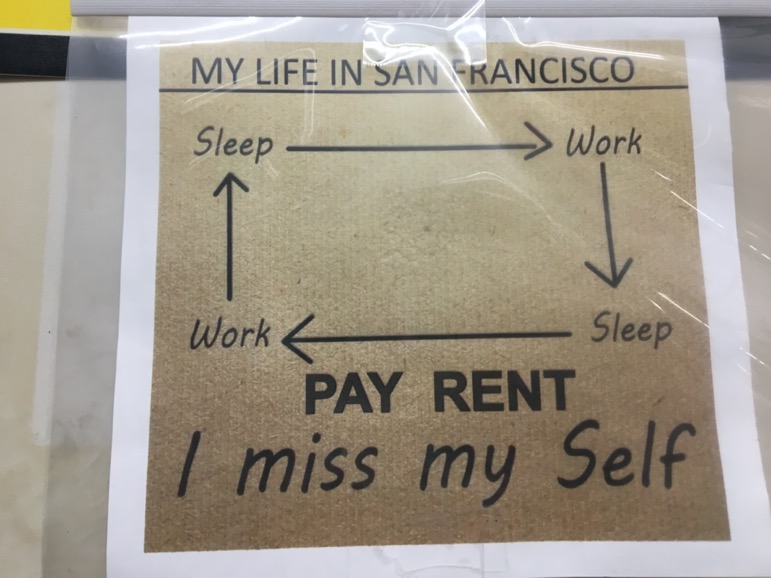 MY LIFE IN SAN FRANCISCO
Sleep Work
Work Sleep
PAY RENT
I miss my Self